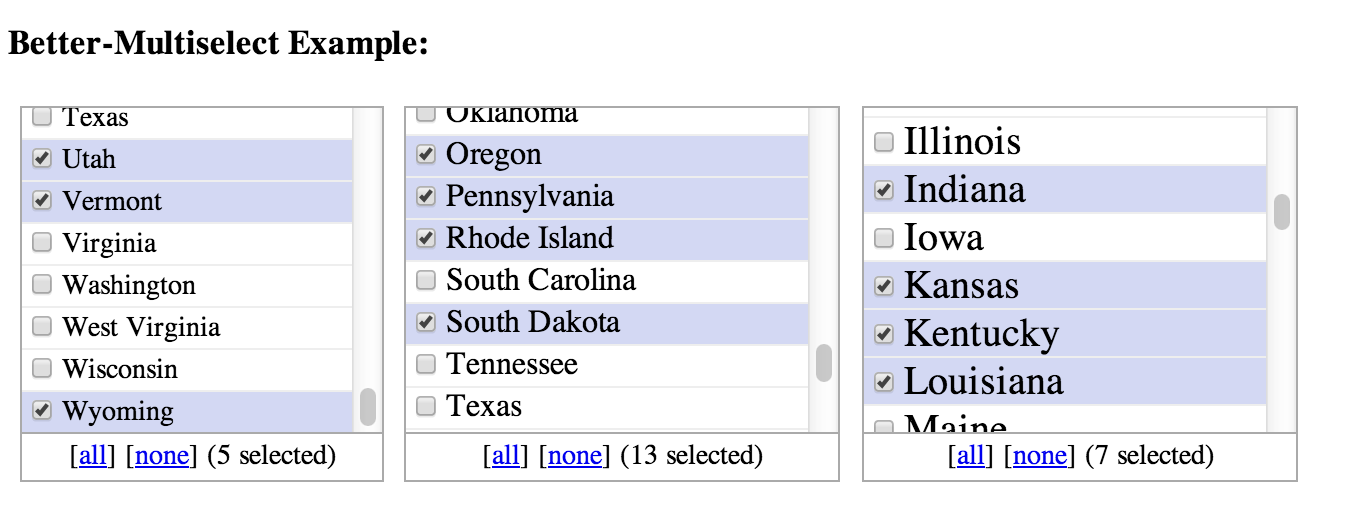 Better-Multiselect Example:
Texas
Utah
Vermont
Virginia
Washington
West Virginia
Wisconsin
Wyoming
[all] [none] (5 selected)
Oklahoma
Oregon
Pennsylvania
Rhode Island
South Carolina
South Dakota
Tennessee
Texas
[all] [none] (13 selected)
Illinois
Indiana
Iowa
Kansas
Kentucky
Louisiana
Maine
[all] [none] (7 selected)